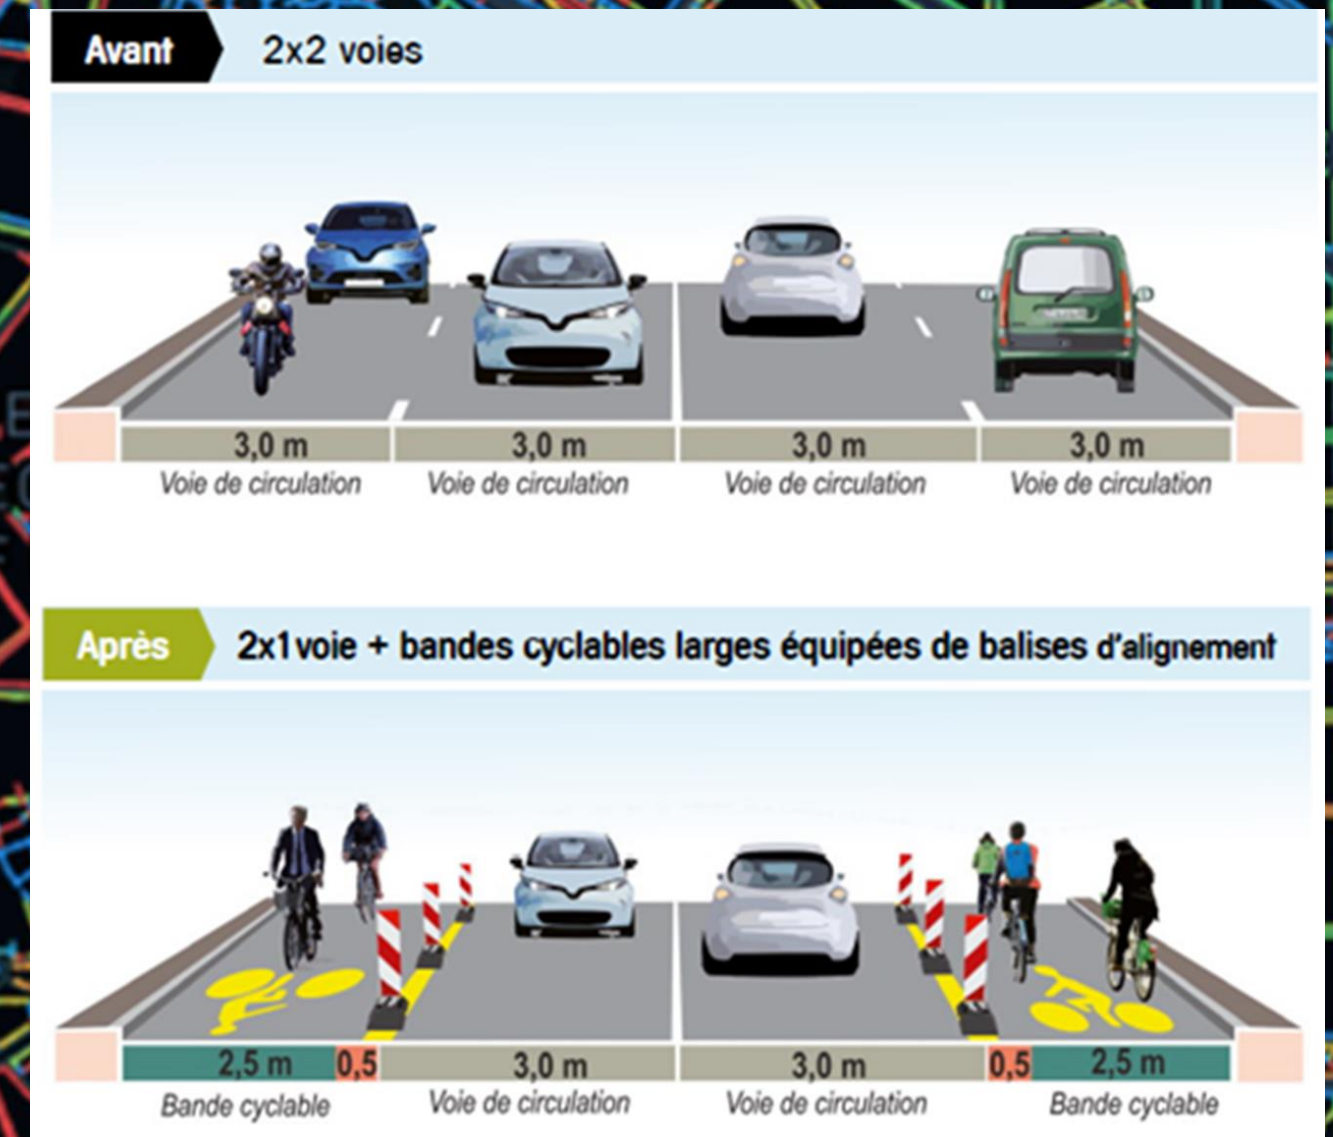 Avant 2x2 voies
3,0 m 3,0 m 3,0 m 3,0 m
Voie de circulation Voie de circulation Voie de circulation Voie de circulation
Après 2x1 voie + bandes cyclables larges équipées de balises d'alignement
2,5 m 0,5 3,0 m 3,0 m 0,5 2,5 m
Bande cyclable Voie de circulation Voie de circulation Bande cyclable